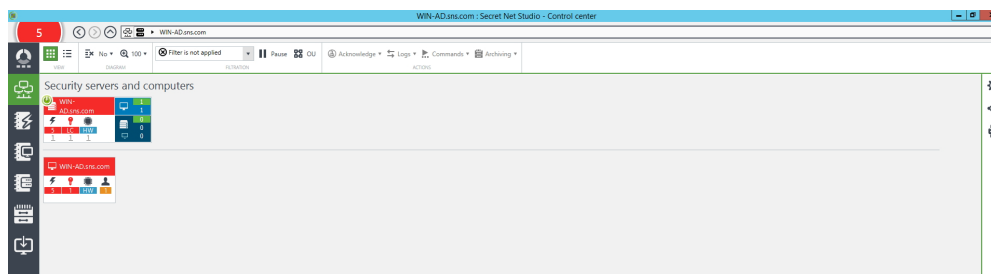 WIN-AD.sns.com : Secret Net Studio - Control center
5
WIN-AD.sns.com
No
100
Filter is not applied
Pause
OU
Acknowledge
Logs
Commands
Archiving
VIEW
DIAGRAM
FILTRATION
ACTIONS
Security servers and computers
WIN-
AD.sns.com
1
1
5 LC HW
0
0
1 1 1
0
WIN-AD.sns.com
5 1 HW 1